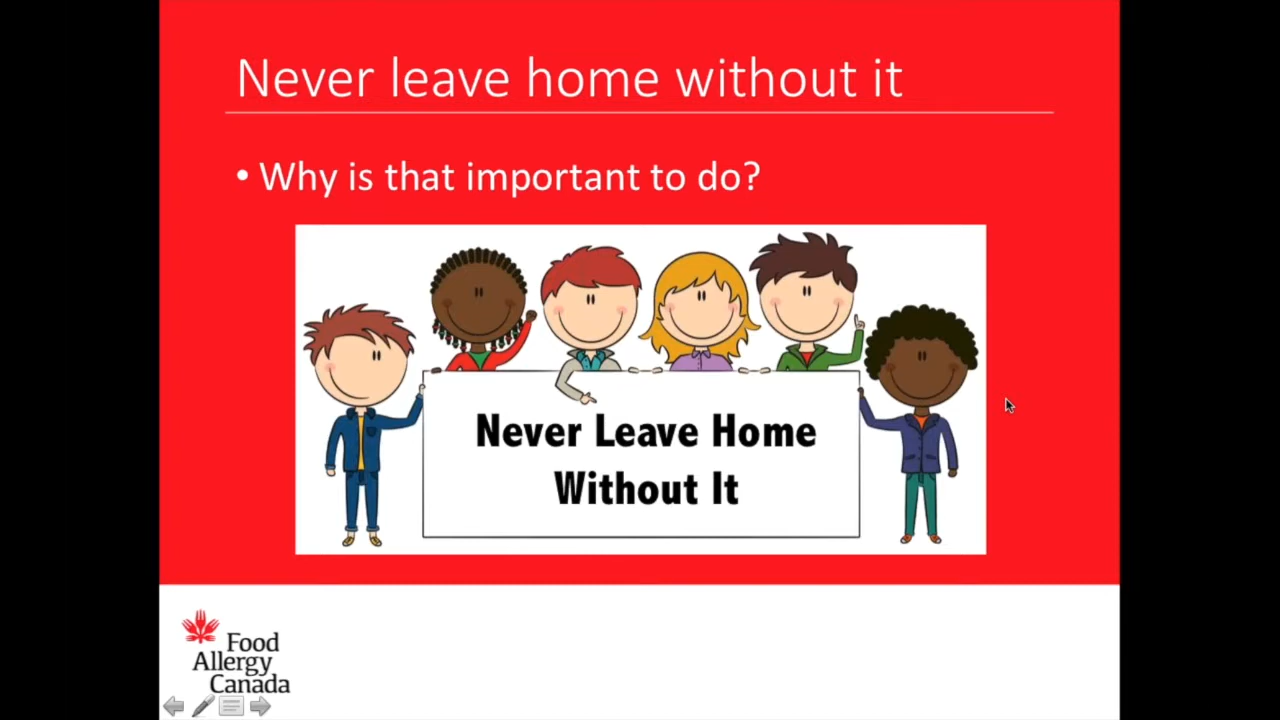 Never leave home without it
• Why is that important to do?
Never Leave Home
Without It
Food
Allergy
Canada